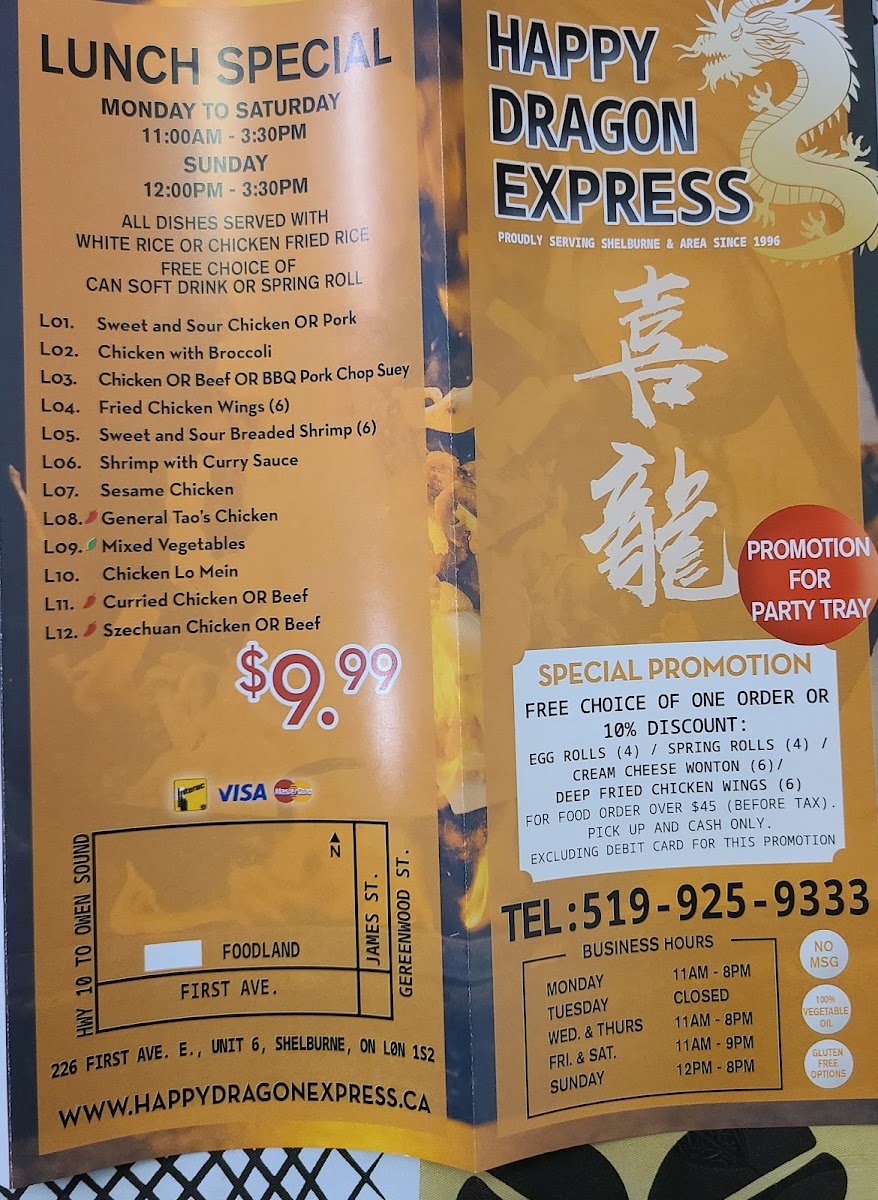 LUNCH SPECIAL
MONDAY TO SATURDAY
11:00AM - 3:30PM
SUNDAY
12:00PM - 3:30PM
ALL DISHES SERVED WITH
WHITE RICE OR CHICKEN FRIED RICE
FREE CHOICE OF
CAN SOFT DRINK OR SPRING ROLL
L01. Sweet and Sour Chicken OR Pork
L02. Chicken with Broccoli
L03. Chicken OR Beef OR BBQ Pork Chop Suey
L04. Fried Chicken Wings (6)
L05. Sweet and Sour Breaded Shrimp (6)
L06. Shrimp with Curry Sauce
L07. Sesame Chicken
L08. General Tao's Chicken
L09. Mixed Vegetables
L10. Chicken Lo Mein
L11. Curried Chicken OR Beef
L12. Szechuan Chicken OR Beef
$9.99
Interac VISA MasterCard
HWY 10 TO OWEN SOUND
N
JAMES ST.
GEREENWOOD ST.
FOODLAND
FIRST AVE.
226 FIRST AVE. E., UNIT 6, SHELBURNE, ON L0N 1S2
WWW.HAPPYDRAGONEXPRESS.CA
HAPPY
DRAGON
EXPRESS
PROUDLY SERVING SHELBURNE & AREA SINCE 1996
喜
龍
PROMOTION
FOR
PARTY TRAY
SPECIAL PROMOTION
FREE CHOICE OF ONE ORDER OR
10% DISCOUNT:
EGG ROLLS (4) / SPRING ROLLS (4) /
CREAM CHEESE WONTON (6)/
DEEP FRIED CHICKEN WINGS (6)
FOR FOOD ORDER OVER $45 (BEFORE TAX).
PICK UP AND CASH ONLY.
EXCLUDING DEBIT CARD FOR THIS PROMOTION
TEL:519-925-9333
BUSINESS HOURS
MONDAY 11AM - 8PM
TUESDAY CLOSED
WED. & THURS 11AM - 8PM
FRI. & SAT. 11AM - 9PM
SUNDAY 12PM - 8PM
NO
MSG
100%
VEGETABLE
OIL
GLUTEN
FREE
OPTIONS